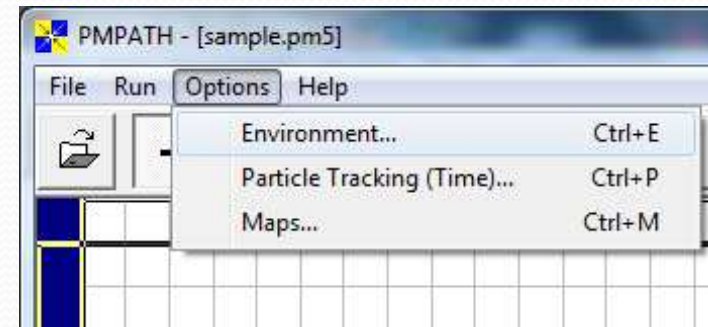 PMPATH - [sample.pm5]
File Run Options Help
Environment... Ctrl+E
Particle Tracking (Time)... Ctrl+P
Maps... Ctrl+M